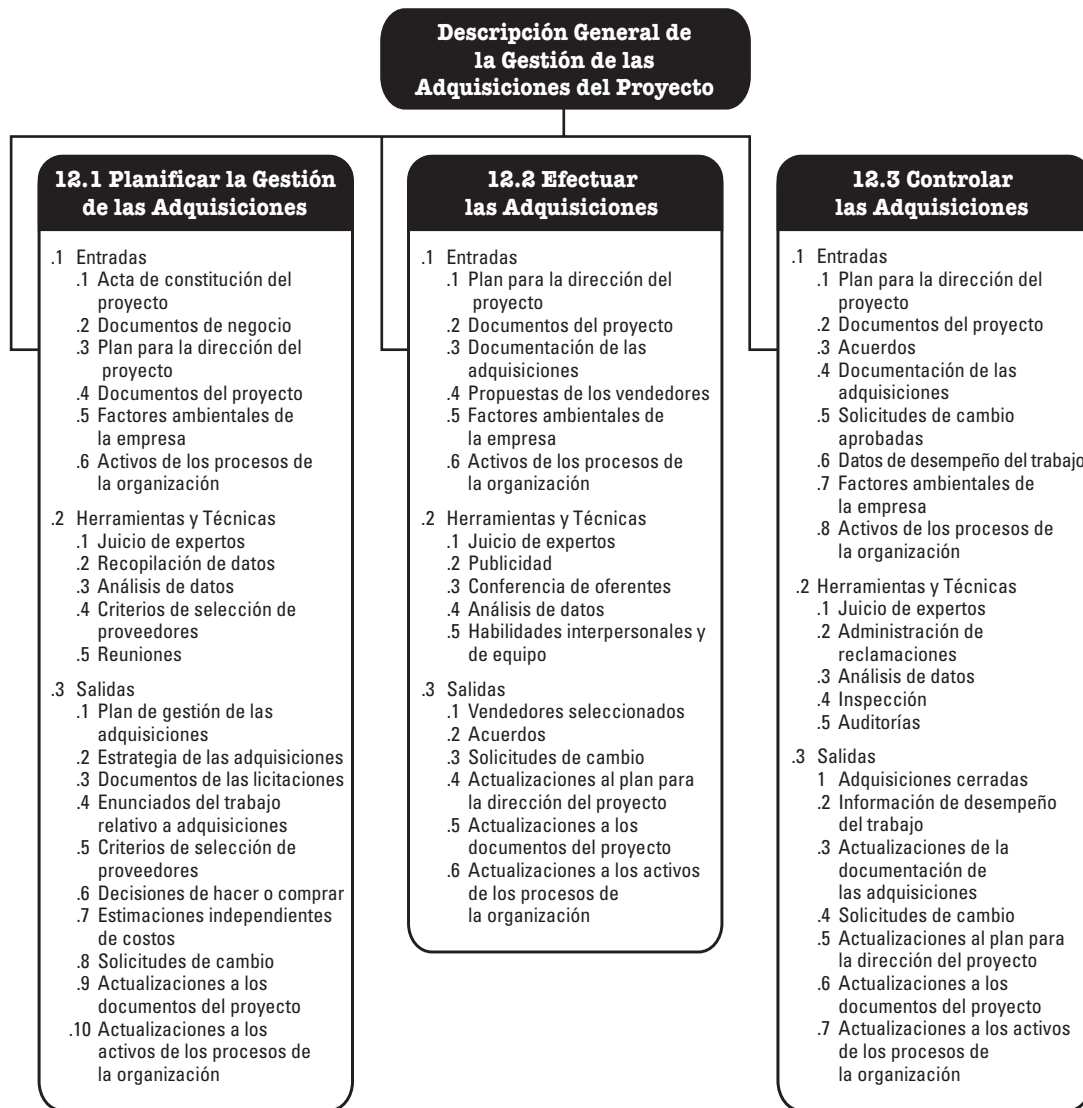 Descripción General de
la Gestión de las
Adquisiciones del Proyecto
12.1 Planificar la Gestión
de las Adquisiciones
.1 Entradas
.1 Acta de constitución del
proyecto
.2 Documentos de negocio
.3 Plan para la dirección del
proyecto
.4 Documentos del proyecto
.5 Factores ambientales de
la empresa
.6 Activos de los procesos de
la organización
.2 Herramientas y Técnicas
.1 Juicio de expertos
.2 Recopilación de datos
.3 Análisis de datos
.4 Criterios de selección de
proveedores
.5 Reuniones
.3 Salidas
.1 Plan de gestión de las
adquisiciones
.2 Estrategia de las adquisiciones
.3 Documentos de las licitaciones
.4 Enunciados del trabajo
relativo a adquisiciones
.5 Criterios de selección de
proveedores
.6 Decisiones de hacer o comprar
.7 Estimaciones independientes
de costos
.8 Solicitudes de cambio
.9 Actualizaciones a los
documentos del proyecto
.10 Actualizaciones a los
activos de los procesos de
la organización
12.2 Efectuar
las Adquisiciones
.1 Entradas
.1 Plan para la dirección del
proyecto
.2 Documentos del proyecto
.3 Documentación de las
adquisiciones
.4 Propuestas de los vendedores
.5 Factores ambientales de
la empresa
.6 Activos de los procesos de
la organización
.2 Herramientas y Técnicas
.1 Juicio de expertos
.2 Publicidad
.3 Conferencia de oferentes
.4 Análisis de datos
.5 Habilidades interpersonales y
de equipo
.3 Salidas
.1 Vendedores seleccionados
.2 Acuerdos
.3 Solicitudes de cambio
.4 Actualizaciones al plan para
la dirección del proyecto
.5 Actualizaciones a los
documentos del proyecto
.6 Actualizaciones a los activos
de los procesos de
la organización
12.3 Controlar
las Adquisiciones
.1 Entradas
.1 Plan para la dirección del
proyecto
.2 Documentos del proyecto
.3 Acuerdos
.4 Documentación de las
adquisiciones
.5 Solicitudes de cambio
aprobadas
.6 Datos de desempeño del trabajo
.7 Factores ambientales de
la empresa
.8 Activos de los procesos de
la organización
.2 Herramientas y Técnicas
.1 Juicio de expertos
.2 Administración de
reclamaciones
.3 Análisis de datos
.4 Inspección
.5 Auditorías
.3 Salidas
1 Adquisiciones cerradas
.2 Información de desempeño
del trabajo
.3 Actualizaciones de la
documentación de
las adquisiciones
.4 Solicitudes de cambio
.5 Actualizaciones al plan para
la dirección del proyecto
.6 Actualizaciones a los
documentos del proyecto
.7 Actualizaciones a los activos
de los procesos de
la organización